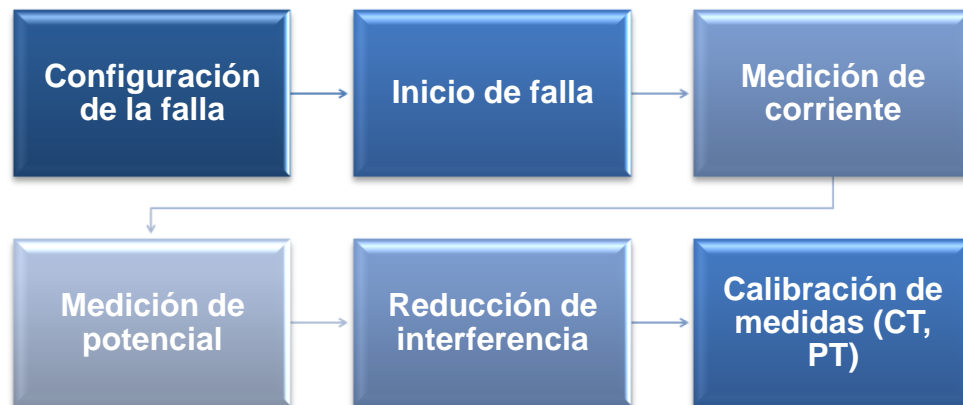 Configuración
de la falla
Inicio de falla
Medición de
corriente
Medición de
potencial
Reducción de
interferencia
Calibración de
medidas (CT,
PT)